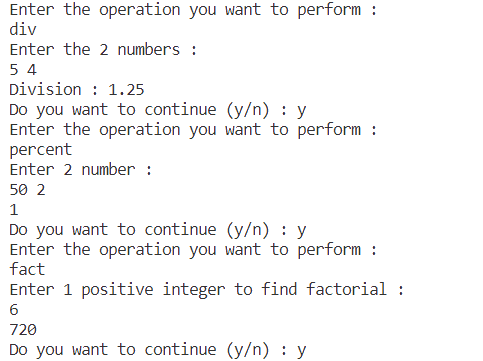 Enter the operation you want to perform :
div
Enter the 2 numbers :
5 4
Division : 1.25
Do you want to continue (y/n) : y
Enter the operation you want to perform :
percent
Enter 2 number :
50 2
1
Do you want to continue (y/n) : y
Enter the operation you want to perform :
fact
Enter 1 positive integer to find factorial :
6
720
Do you want to continue (y/n) : y